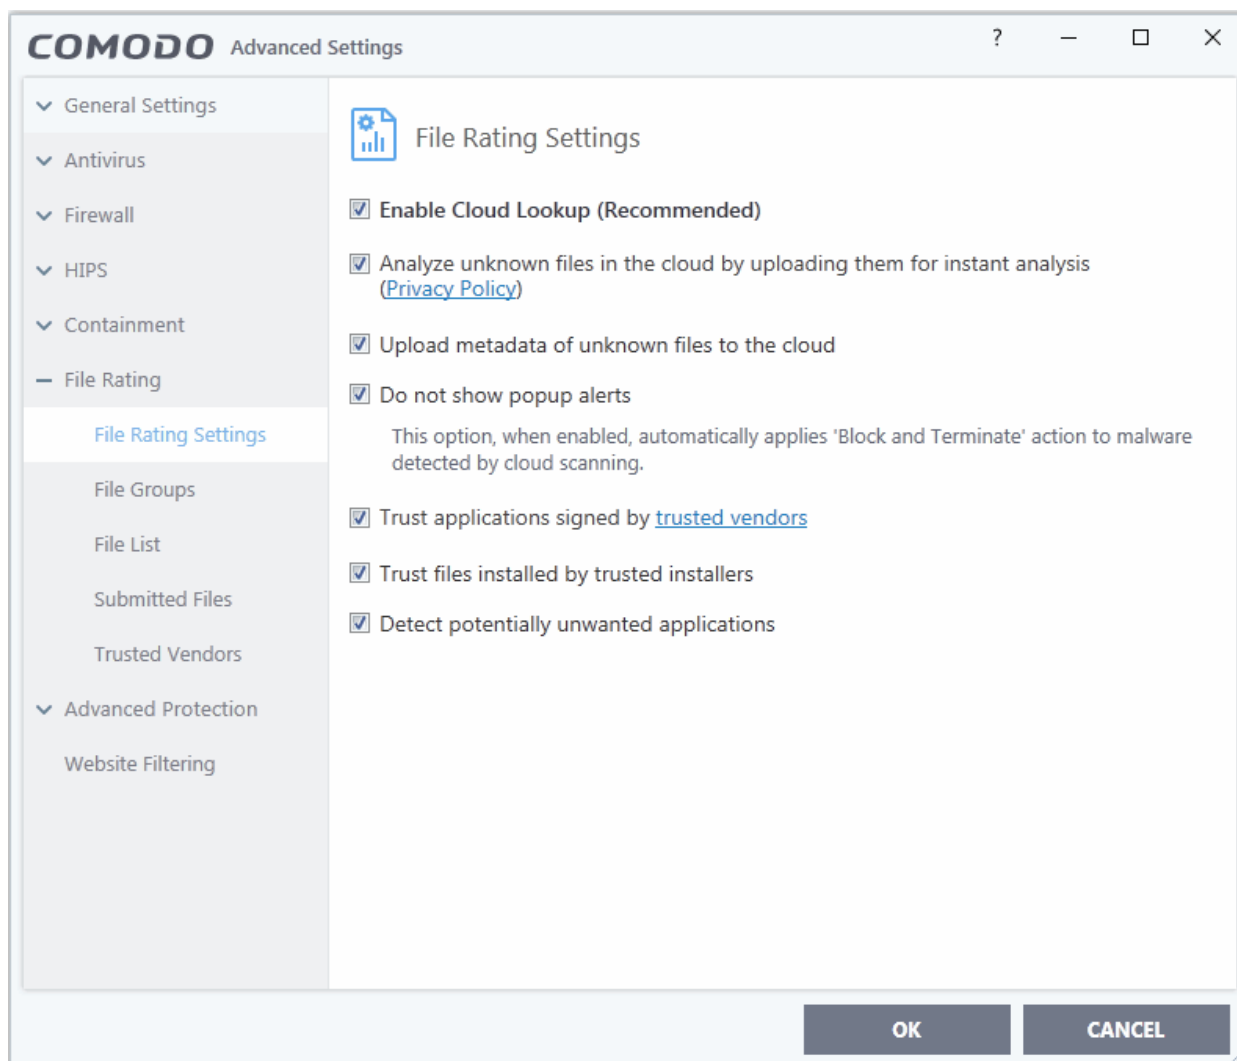 COMODO Advanced Settings ?
General Settings
Antivirus
Firewall
HIPS
Containment
File Rating
File Rating Settings
File Groups
File List
Submitted Files
Trusted Vendors
Advanced Protection
Website Filtering
File Rating Settings
Enable Cloud Lookup (Recommended)
Analyze unknown files in the cloud by uploading them for instant analysis
(Privacy Policy)
Upload metadata of unknown files to the cloud
Do not show popup alerts
This option, when enabled, automatically applies 'Block and Terminate' action to malware
detected by cloud scanning.
Trust applications signed by trusted vendors
Trust files installed by trusted installers
Detect potentially unwanted applications
OK
CANCEL